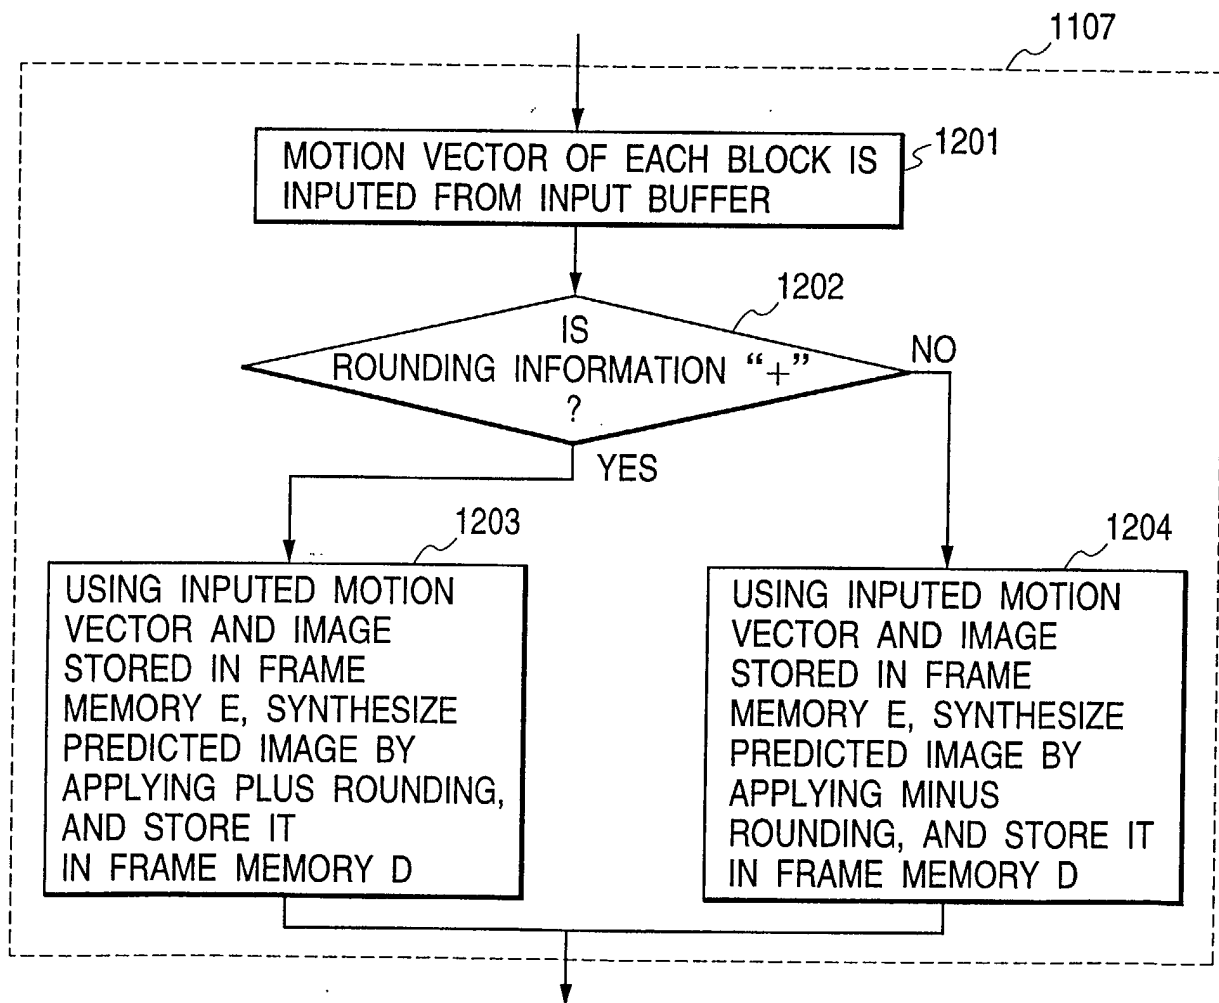 1107
MOTION VECTOR OF EACH BLOCK IS
INPUTED FROM INPUT BUFFER
1201
1202
IS
ROUNDING INFORMATION “+”
?
NO
YES
1203
USING INPUTED MOTION
VECTOR AND IMAGE
STORED IN FRAME
MEMORY E, SYNTHESIZE
PREDICTED IMAGE BY
APPLYING PLUS ROUNDING,
AND STORE IT
IN FRAME MEMORY D
1204
USING INPUTED MOTION
VECTOR AND IMAGE
STORED IN FRAME
MEMORY E, SYNTHESIZE
PREDICTED IMAGE BY
APPLYING MINUS
ROUNDING, AND STORE IT
IN FRAME MEMORY D